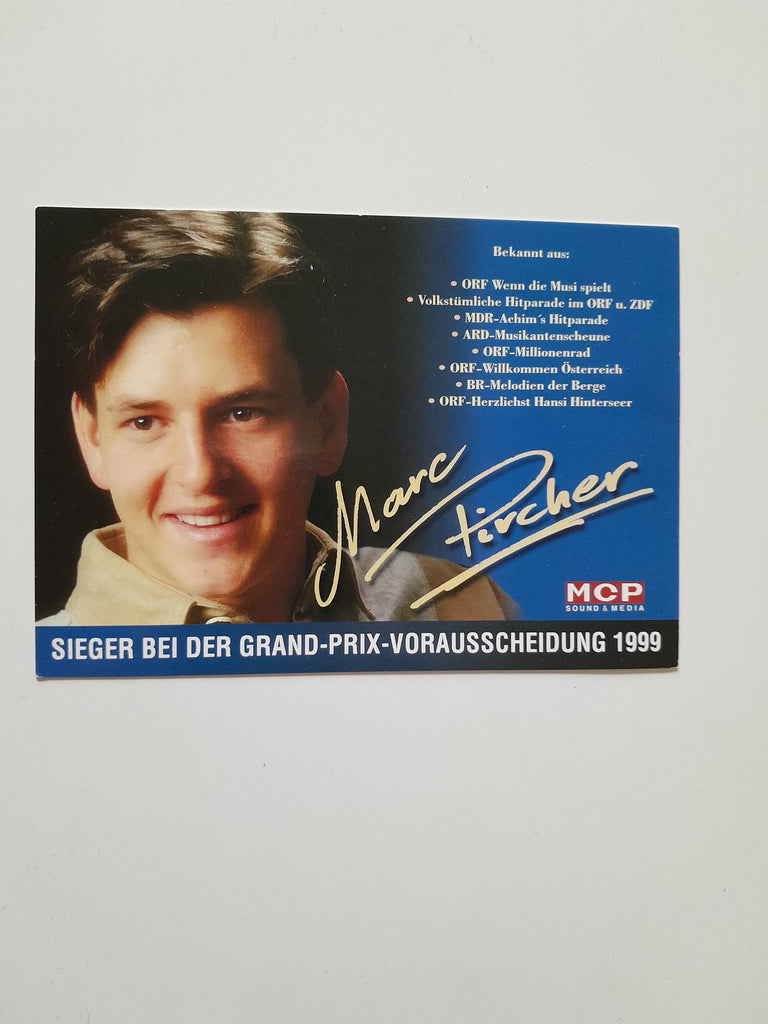 Bekannt aus:
• ORF Wenn die Musi spielt
• Volkstümliche Hitparade im ORF u. ZDF
• MDR-Achim´s Hitparade
• ARD-Musikantenscheune
• ORF-Millionenrad
• ORF-Willkommen Österreich
• BR-Melodien der Berge
• ORF-Herzlichst Hansi Hinterseer
Marc
Pircher
MCP
SOUND & MEDIA
SIEGER BEI DER GRAND-PRIX-VORAUSSCHEIDUNG 1999